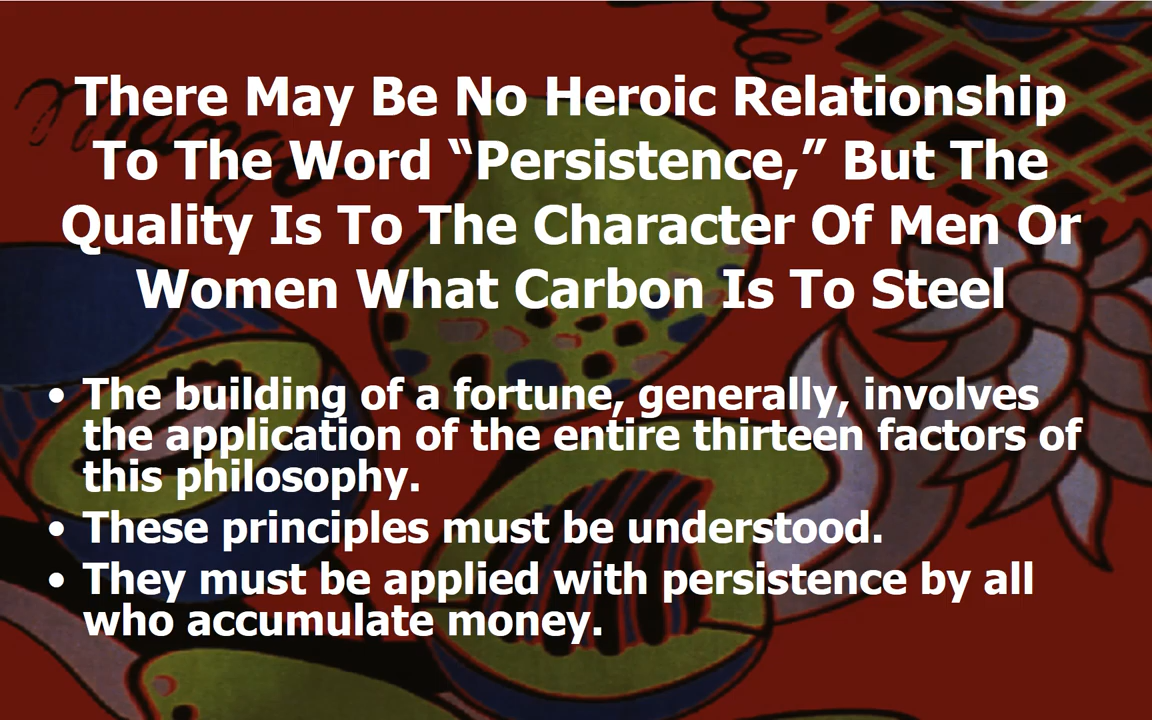 There May Be No Heroic Relationship
To The Word “Persistence,” But The
Quality Is To The Character Of Men Or
Women What Carbon Is To Steel
• The building of a fortune, generally, involves
the application of the entire thirteen factors of
this philosophy.
• These principles must be understood.
• They must be applied with persistence by all
who accumulate money.